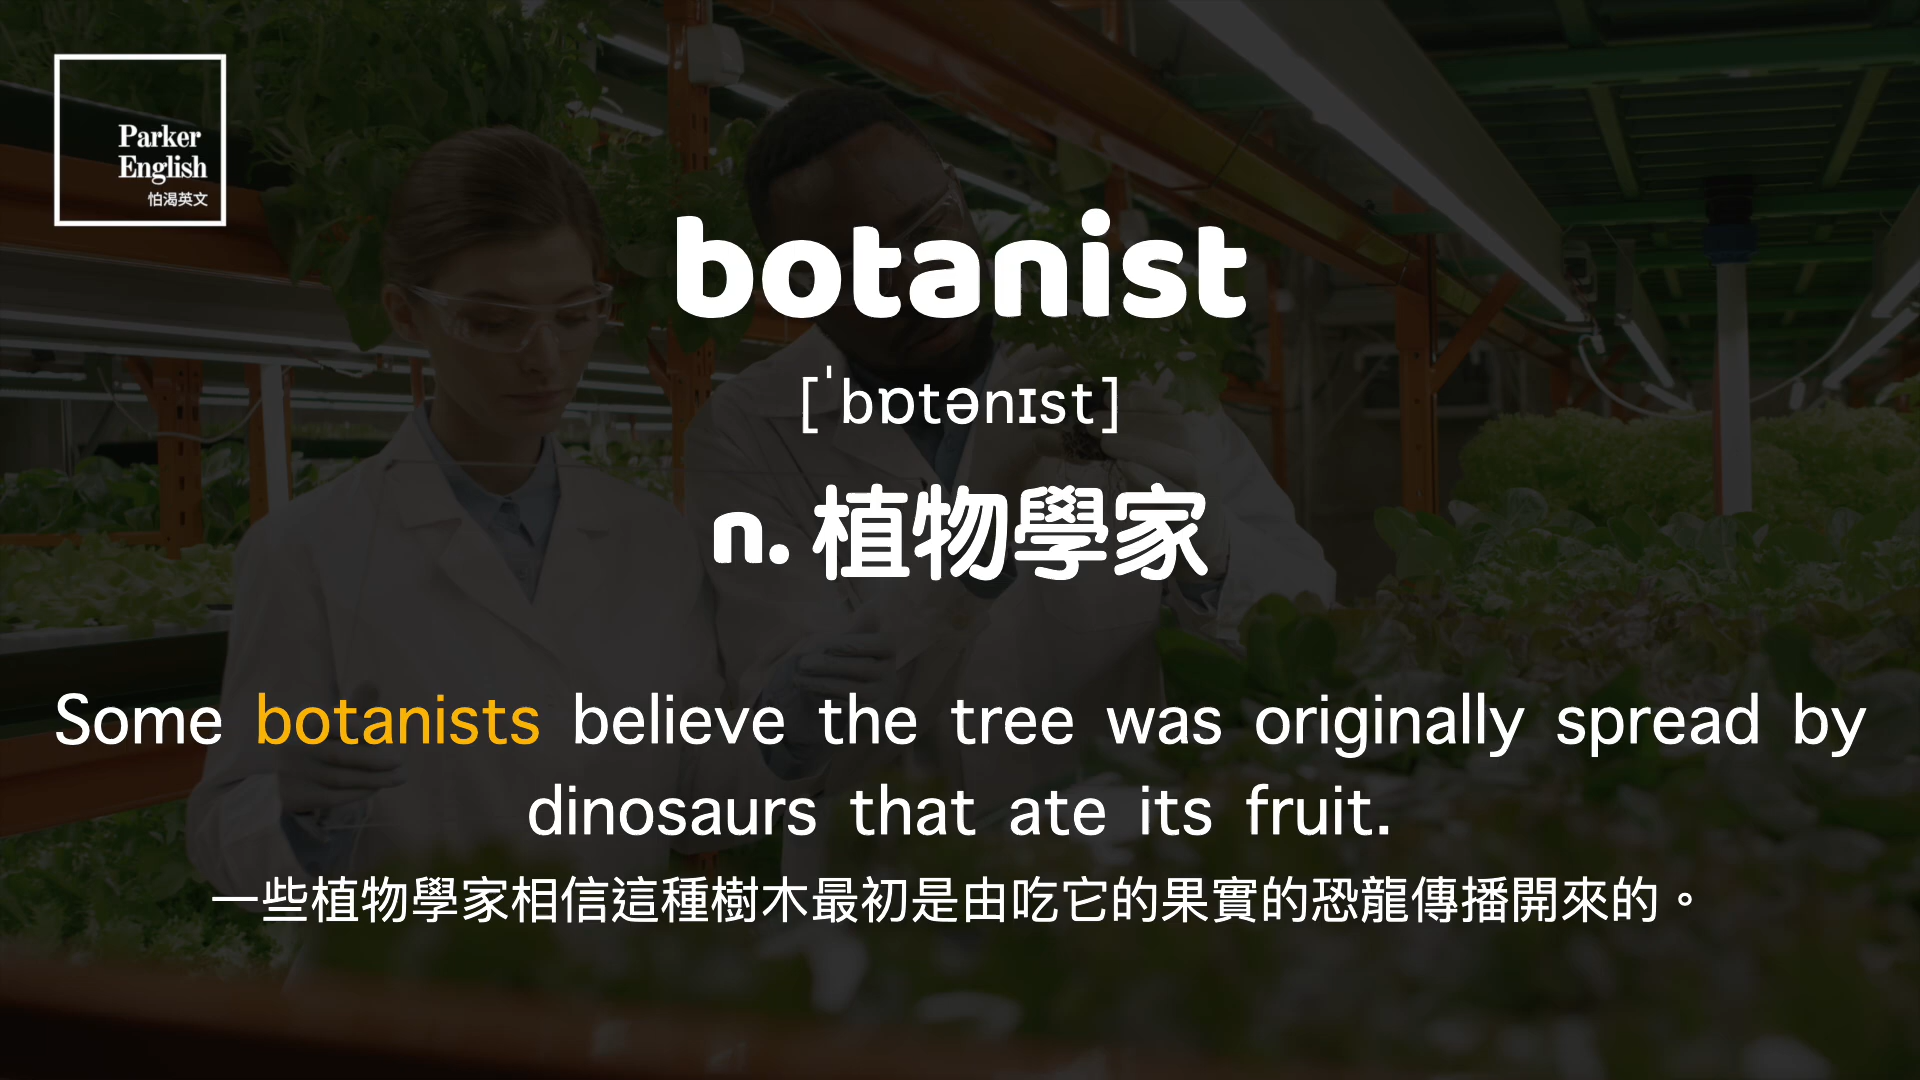 Parker
English
怕渴英文
botanist
[ˈbɒtənɪst]
n. 植物學家
Some botanists believe the tree was originally spread by
dinosaurs that ate its fruit.
一些植物學家相信這種樹木最初是由吃它的果實的恐龍傳播開來的。